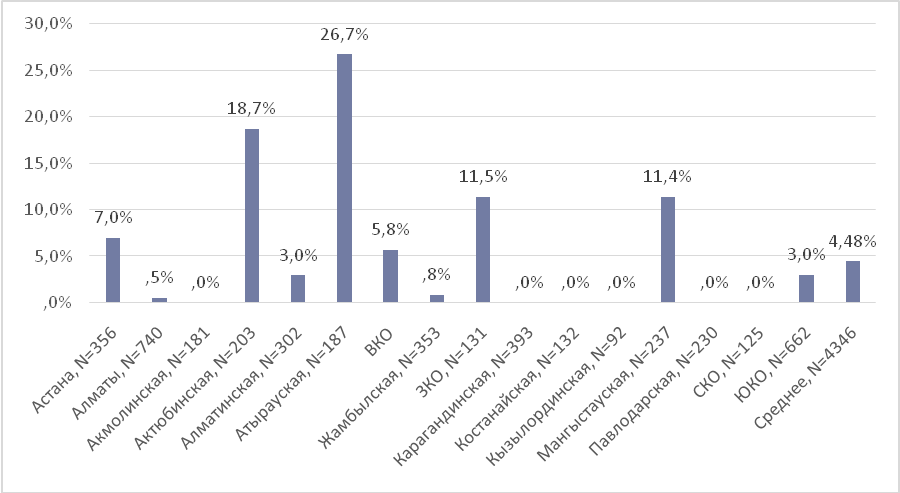 30,0%
25,0%
20,0%
15,0%
10,0%
5,0%
,0%
7,0%
,5%
,0%
18,7%
3,0%
26,7%
5,8%
,8%
11,5%
,0%
,0%
,0%
11,4%
,0%
,0%
3,0%
4,48%
Астана, N=356
Алматы, N=740
Акмолинская, N=181
Актюбинская, N=203
Алматинская, N=302
Атырауская, N=187
ВКО
Жамбылская, N=353
ЗКО, N=131
Карагандинская, N=393
Костанайская, N=132
Кызылординская, N=92
Мангыстауская, N=237
Павлодарская, N=230
СКО, N=125
ЮКО, N=662
Среднее, N=4346